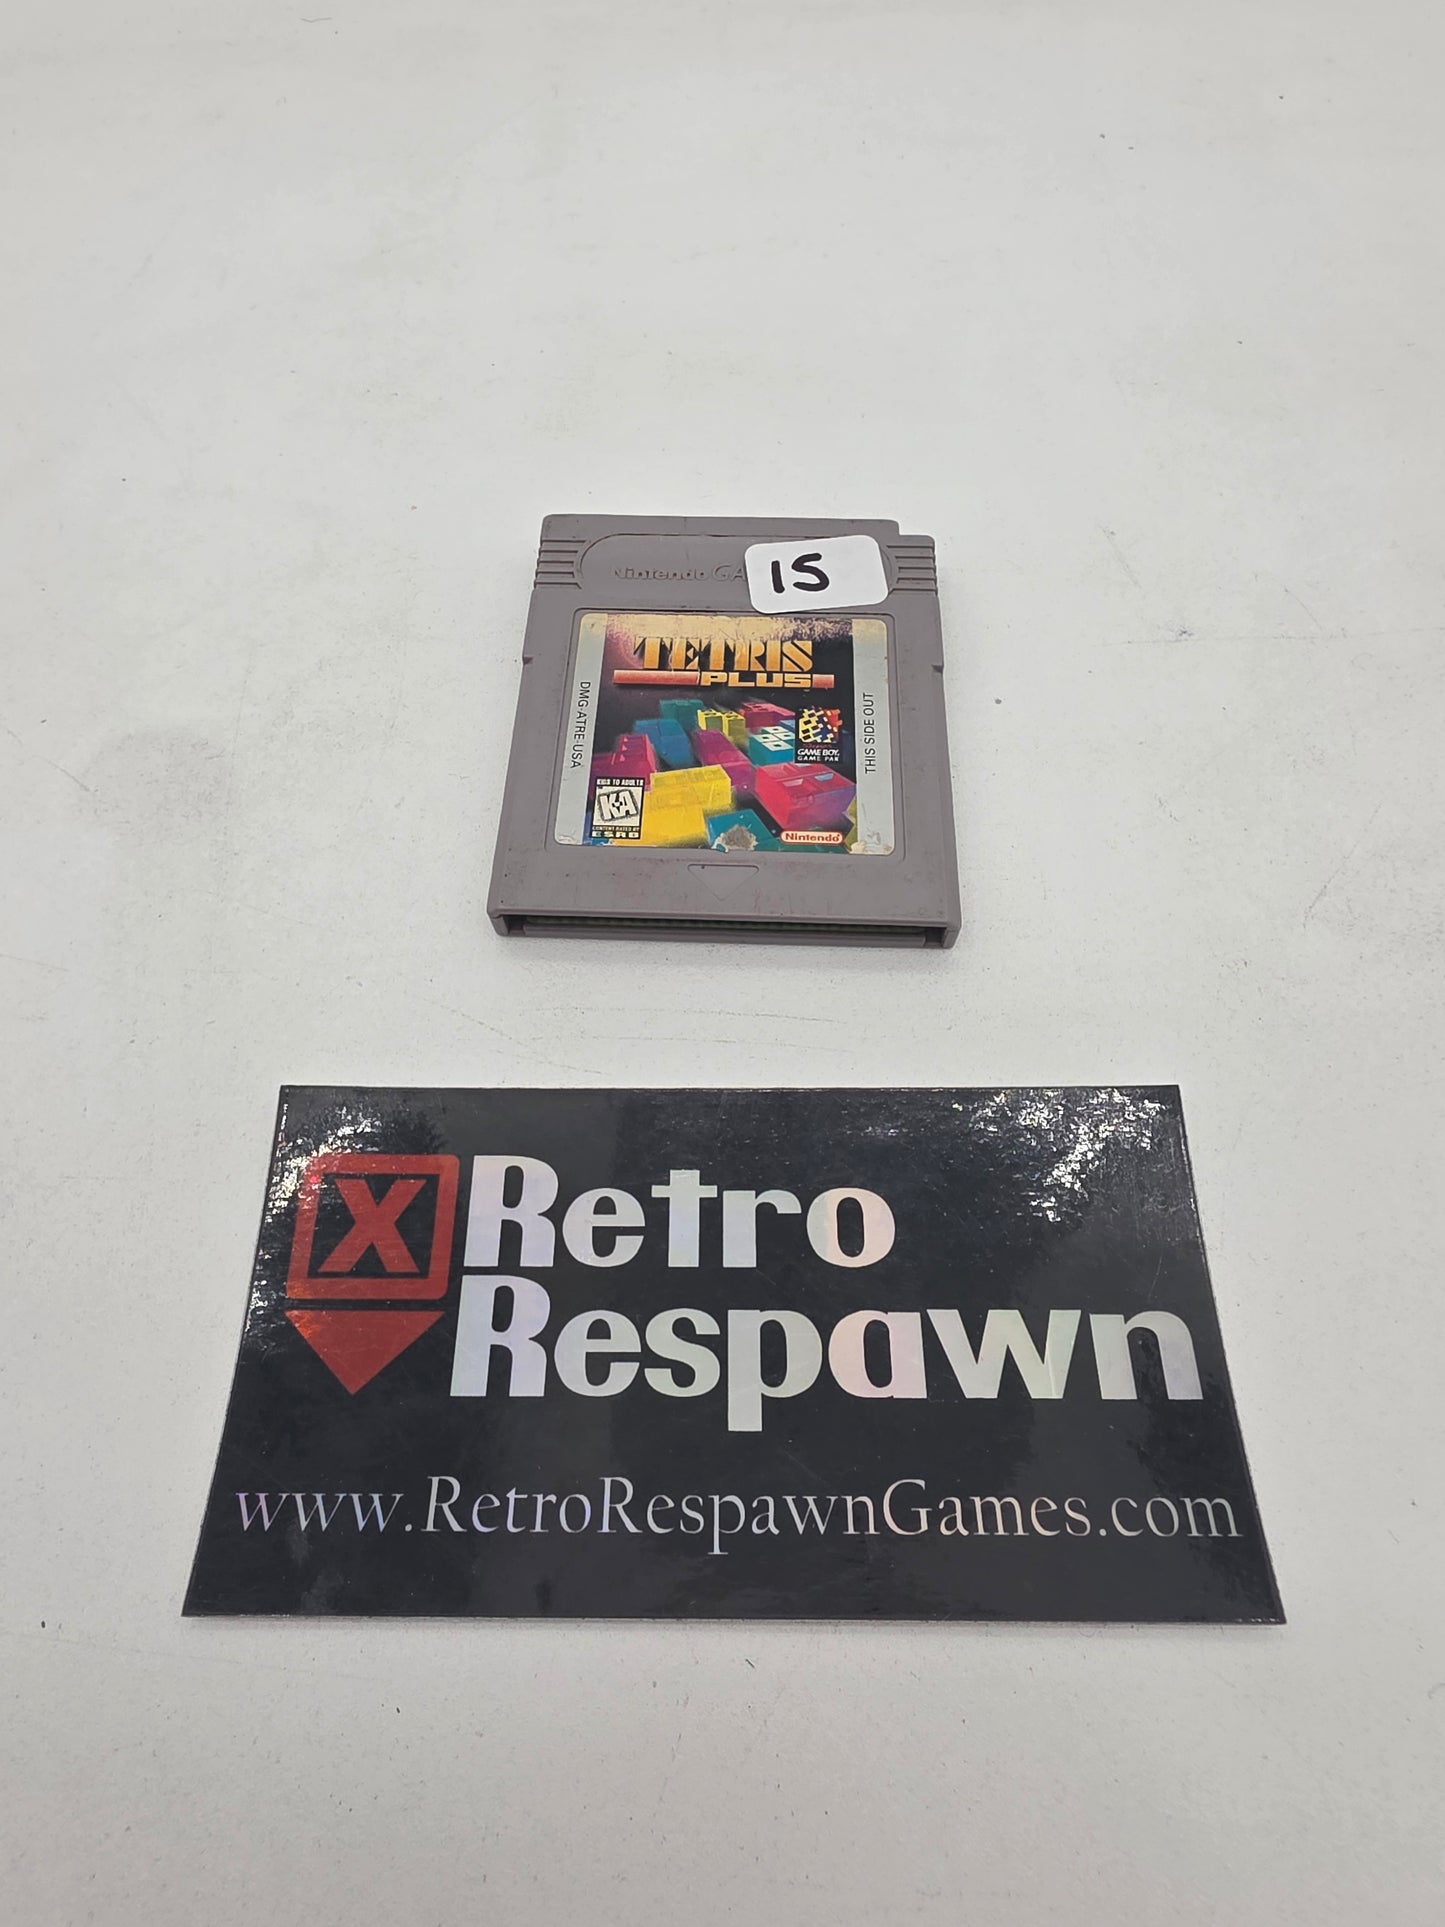 Nintendo GA
15
TETRIS
PLUS
DMG-ATRE-USA
THIS SIDE OUT
GAME BOY
GAME PAK
KIDS TO ADULTS
K-A
CONTENT RATED BY
ESRB
Nintendo
X
Retro
Respawn
www.RetroRespawnGames.com